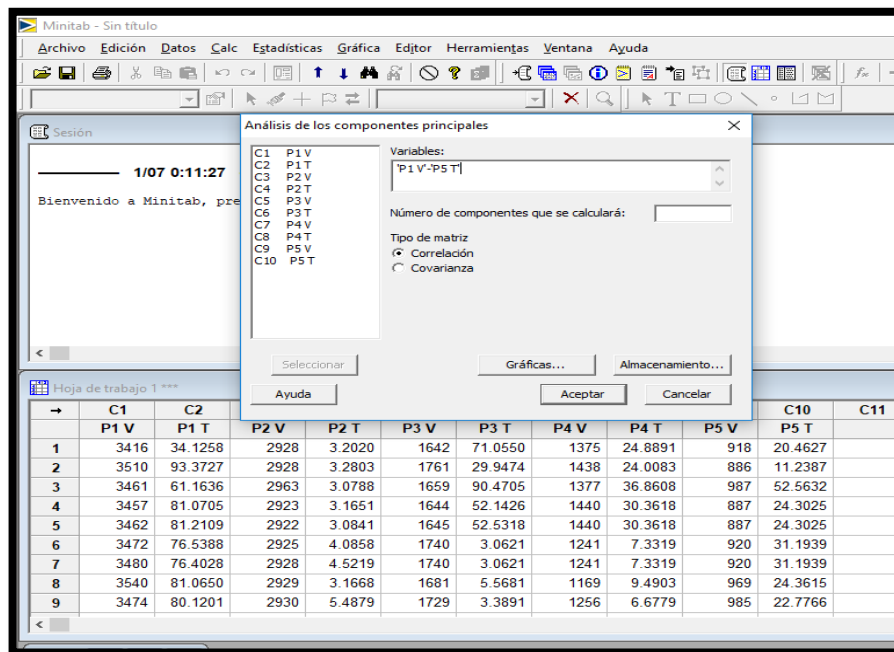 Minitab - Sin título
Archivo Edición Datos Calc Estadísticas Gráfica Editor Herramientas Ventana Ayuda
Sesión
1/07 0:11:27
Bienvenido a Minitab, pre
Análisis de los componentes principales
C1 P1 V
C2 P1 T
C3 P2 V
C4 P2 T
C5 P3 V
C6 P3 T
C7 P4 V
C8 P4 T
C9 P5 V
C10 P5 T
Variables:
'P1 V'-'P5 T'
Número de componentes que se calculará:
Tipo de matriz
Correlación
Covarianza
Seleccionar
Gráficas...
Almacenamiento...
Ayuda
Aceptar
Cancelar
Hoja de trabajo 1 ***
C1 C2 C10 C11
P1 V P1 T P2 V P2 T P3 V P3 T P4 V P4 T P5 V P5 T
1 3416 34.1258 2928 3.2020 1642 71.0550 1375 24.8891 918 20.4627
2 3510 93.3727 2928 3.2803 1761 29.9474 1438 24.0083 886 11.2387
3 3461 61.1636 2963 3.0788 1659 90.4705 1377 36.8608 987 52.5632
4 3457 81.0705 2923 3.1651 1644 52.1426 1440 30.3618 887 24.3025
5 3462 81.2109 2922 3.0841 1645 52.5318 1440 30.3618 887 24.3025
6 3472 76.5388 2925 4.0858 1740 3.0621 1241 7.3319 920 31.1939
7 3480 76.4028 2928 4.5219 1740 3.0621 1241 7.3319 920 31.1939
8 3540 81.0650 2929 3.1668 1681 5.5681 1169 9.4903 969 24.3615
9 3474 80.1201 2930 5.4879 1729 3.3891 1256 6.6779 985 22.7766